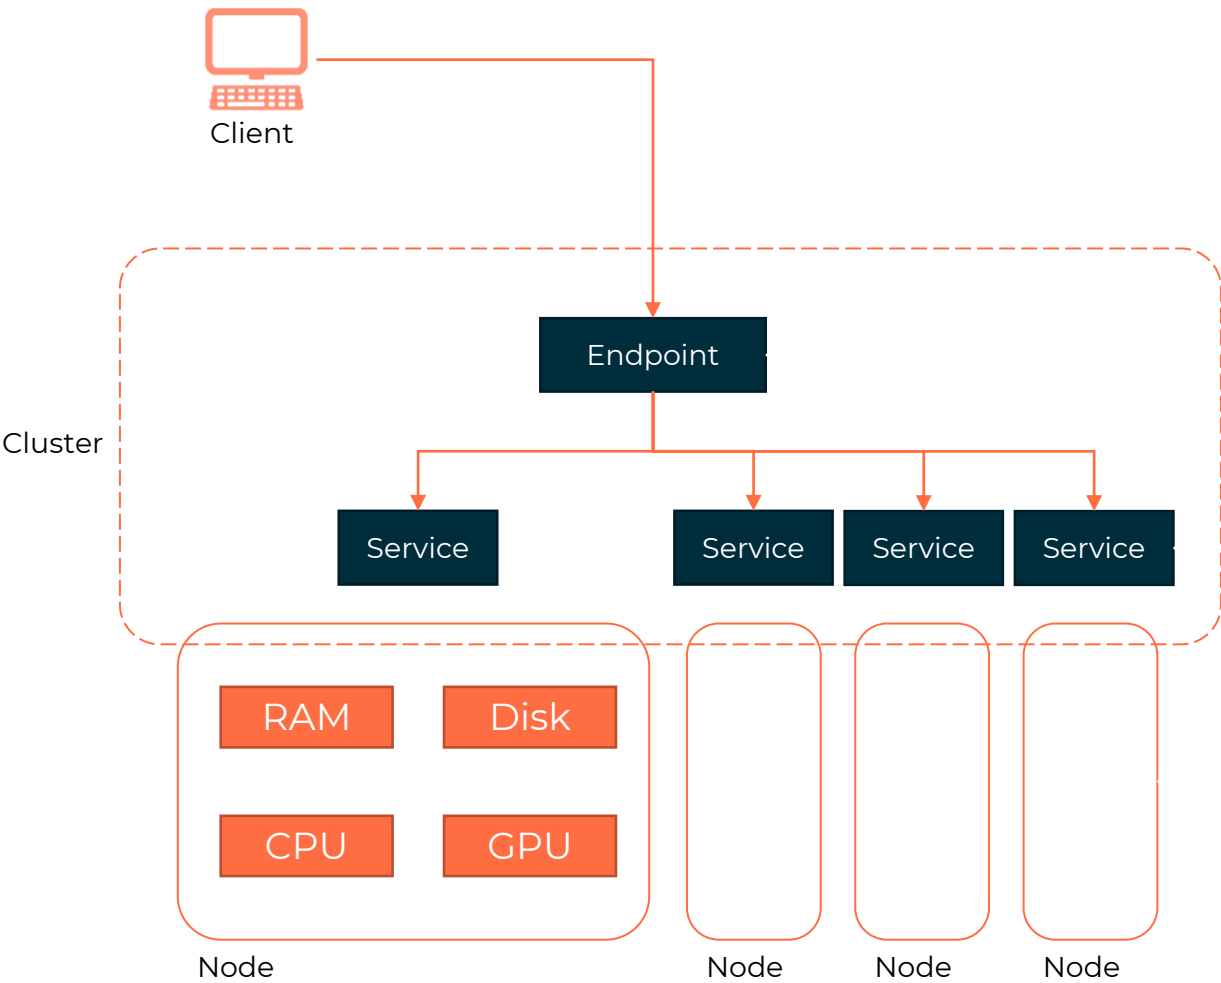 Client
Endpoint
Cluster
Service
Service
Service
Service
RAM
Disk
CPU
GPU
Node
Node
Node
Node